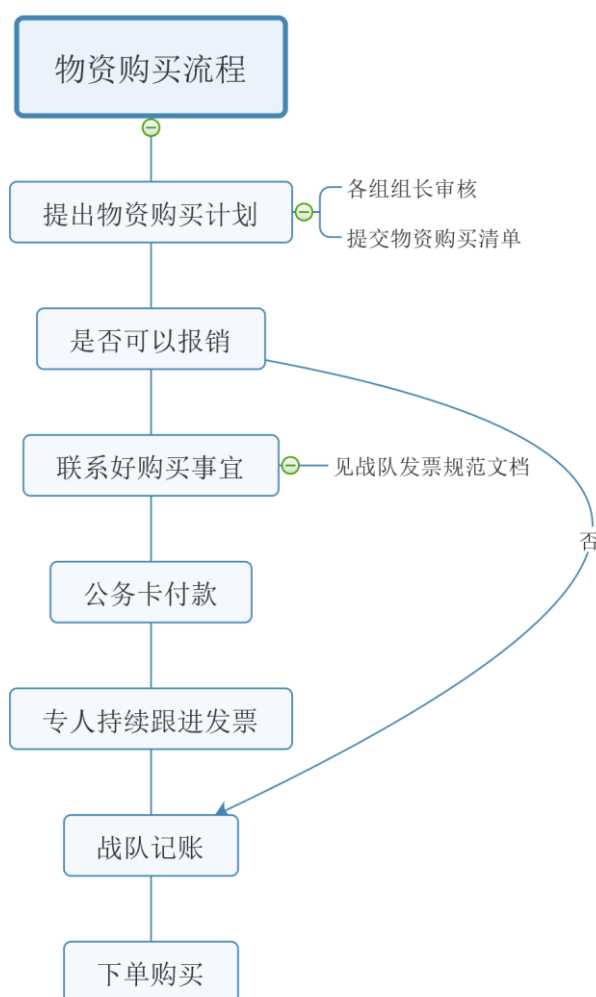 物资购买流程
提出物资购买计划
各组组长审核
提交物资购买清单
是否可以报销
联系好购买事宜
见战队发票规范文档
否
公务卡付款
专人持续跟进发票
战队记账
下单购买